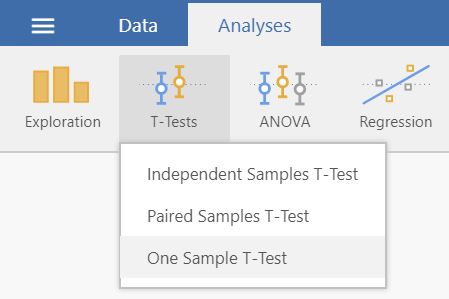 Data
Analyses
Exploration
T-Tests
ANOVA
Regression
Independent Samples T-Test
Paired Samples T-Test
One Sample T-Test